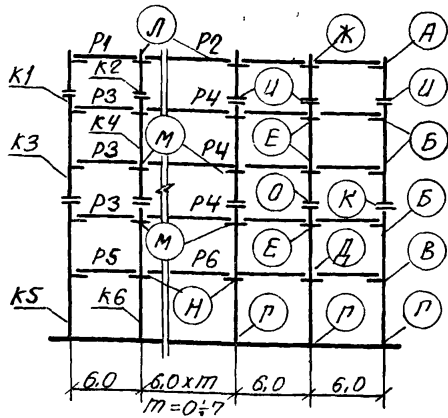 Л Ж А
Р1 Р2
К1 К2 И И
Р3 Р4 Е Б
К3 К4
Р3 М Р4
О К Б
Р3 М Р4 Е Д В
Р5 Р6
К5 К6 Н Г Г Г
6,0 6,0 х m 6,0 6,0
m=0÷7